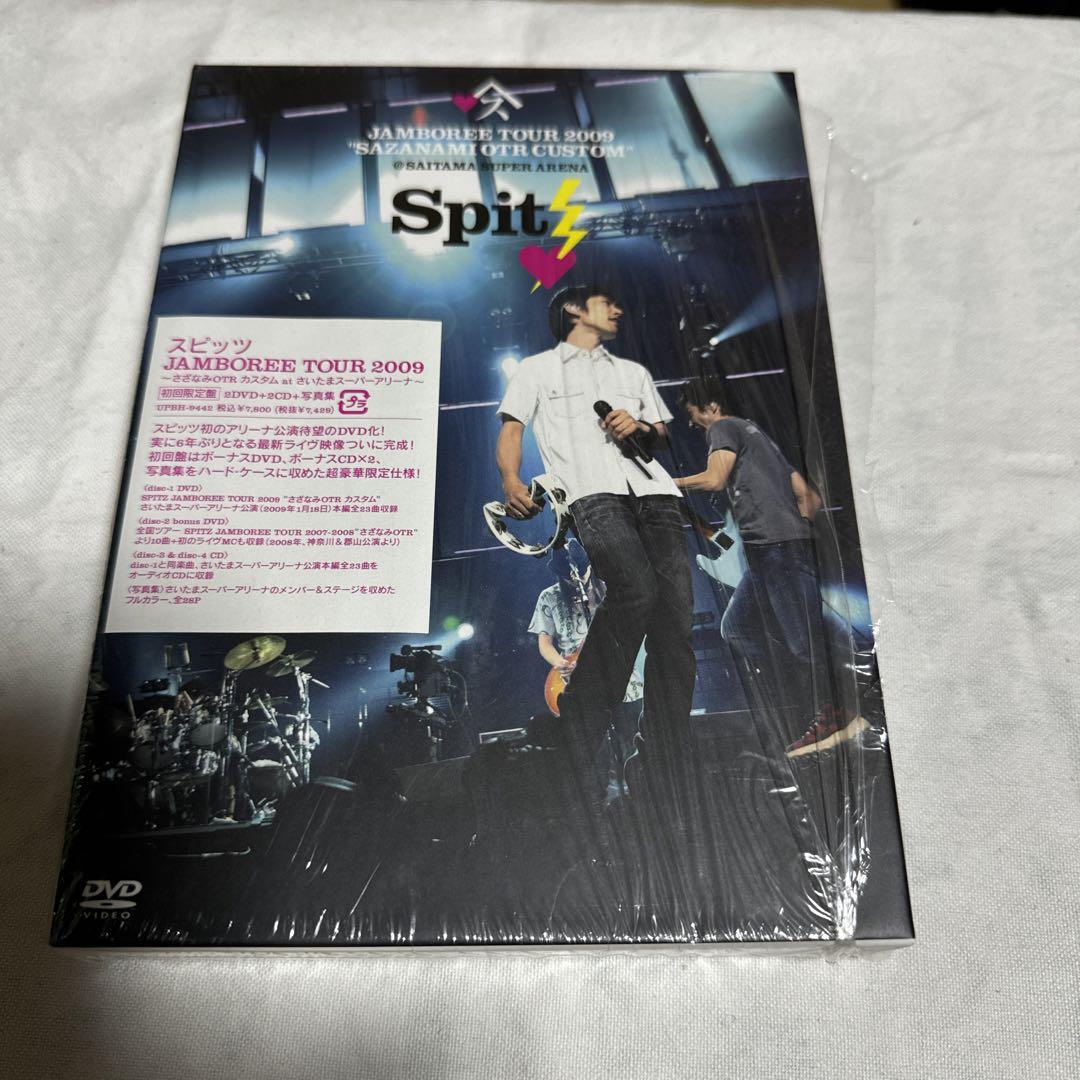 JAMBOREE TOUR 2009
"SAZANAMI OTR CUSTOM"
@SAITAMA SUPER ARENA
Spitz
スピッツ
JAMBOREE TOUR 2009
〜さざなみOTR カスタム at さいたまスーパーアリーナ〜
初回限定盤 2DVD+2CD+写真集 プラ
UPBH-9442 税込¥7,800 (税抜¥7,429)
スピッツ初のアリーナ公演待望のDVD化!
実に6年ぶりとなる最新ライヴ映像ついに完成!
初回盤はボーナスDVD、ボーナスCD×2、
写真集をハード・ケースに収めた超豪華限定仕様!
〈disc-1 DVD〉
SPITZ JAMBOREE TOUR 2009 "さざなみOTR カスタム"
さいたまスーパーアリーナ公演(2009年1月18日)本編全23曲収録
〈disc-2 bonus DVD〉
全国ツアー SPITZ JAMBOREE TOUR 2007-2008"さざなみOTR"
より10曲+初のライヴMCも収録(2008年、神奈川&郡山公演より)
〈disc-3 & disc-4 CD〉
disc-1と同楽曲、さいたまスーパーアリーナ公演本編全23曲を
オーディオCDに収録
〈写真集〉さいたまスーパーアリーナのメンバー&ステージを収めた
フルカラー、全28P
DVD
VIDEO